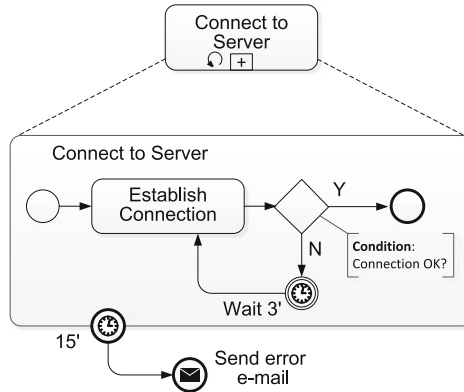 Connect to
Server
+
Connect to Server
Establish
Connection
Y
N
Condition:
Connection OK?
Wait 3'
15'
Send error
e-mail